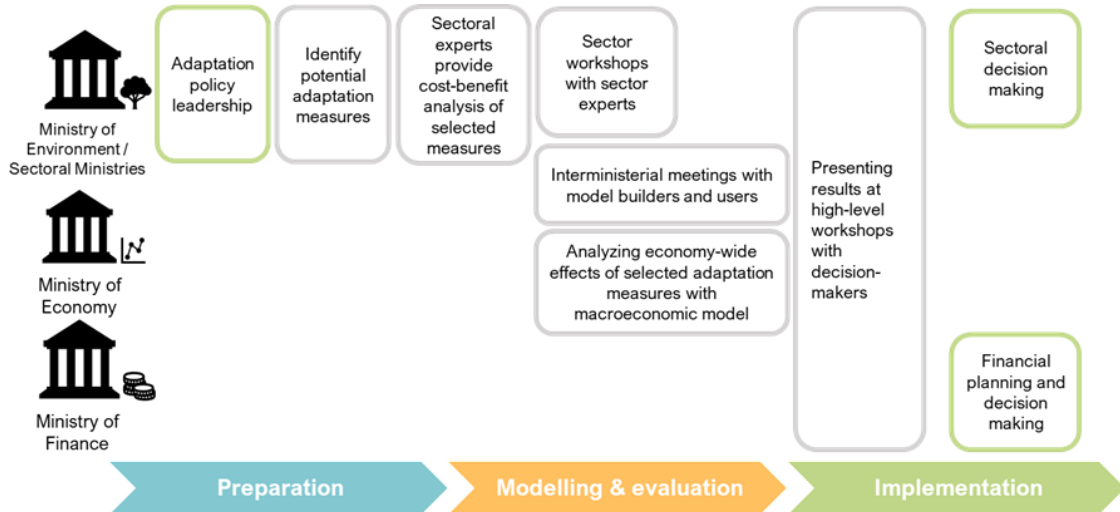 Ministry of
Environment /
Sectoral Ministries
Adaptation
policy
leadership
Identify
potential
adaptation
measures
Sectoral
experts
provide
cost-benefit
analysis of
selected
measures
Sector
workshops
with sector
experts
Sectoral
decision
making
Interministerial meetings with
model builders and users
Presenting
results at
high-level
workshops
with
decision-
makers
Ministry of
Economy
Analyzing economy-wide
effects of selected adaptation
measures with
macroeconomic model
Ministry of
Finance
Financial
planning and
decision
making
Preparation
Modelling & evaluation
Implementation